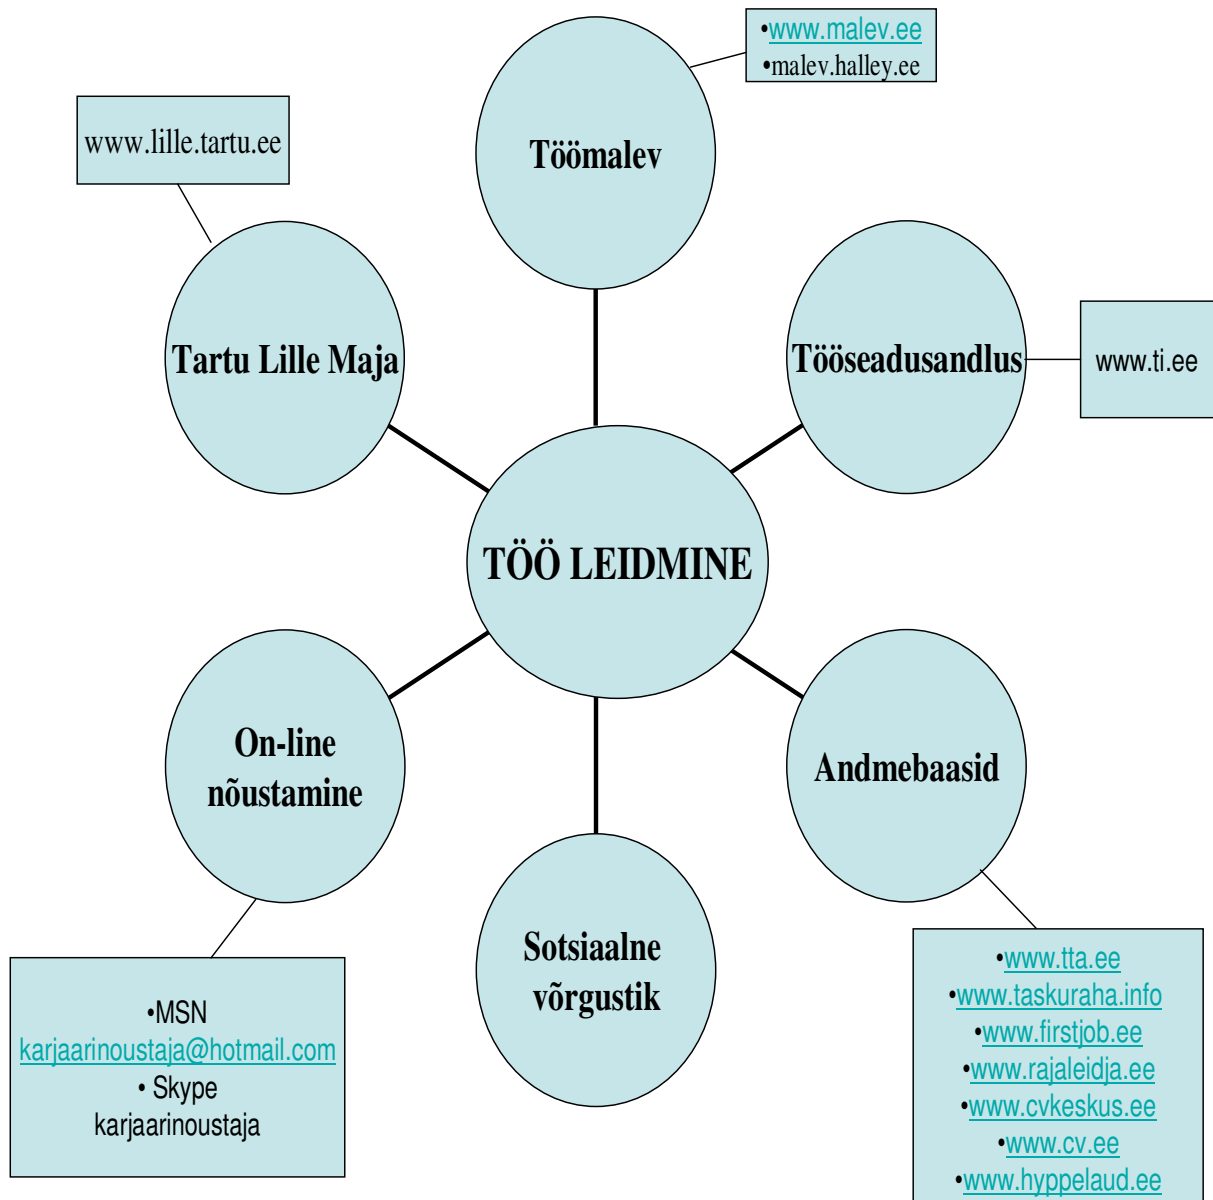 •www.malev.ee
•malev.halley.ee
www.lille.tartu.ee
Töömalev
Tartu Lille Maja
Tööseadusandlus
www.ti.ee
TÖÖ LEIDMINE
On-line
nõustamine
Andmebaasid
Sotsiaalne
võrgustik
•MSN
karjaarinoustaja@hotmail.com
• Skype
karjaarinoustaja
•www.tta.ee
•www.taskuraha.info
•www.firstjob.ee
•www.rajaleidja.ee
•www.cvkeskus.ee
•www.cv.ee
•www.hyppelaud.ee